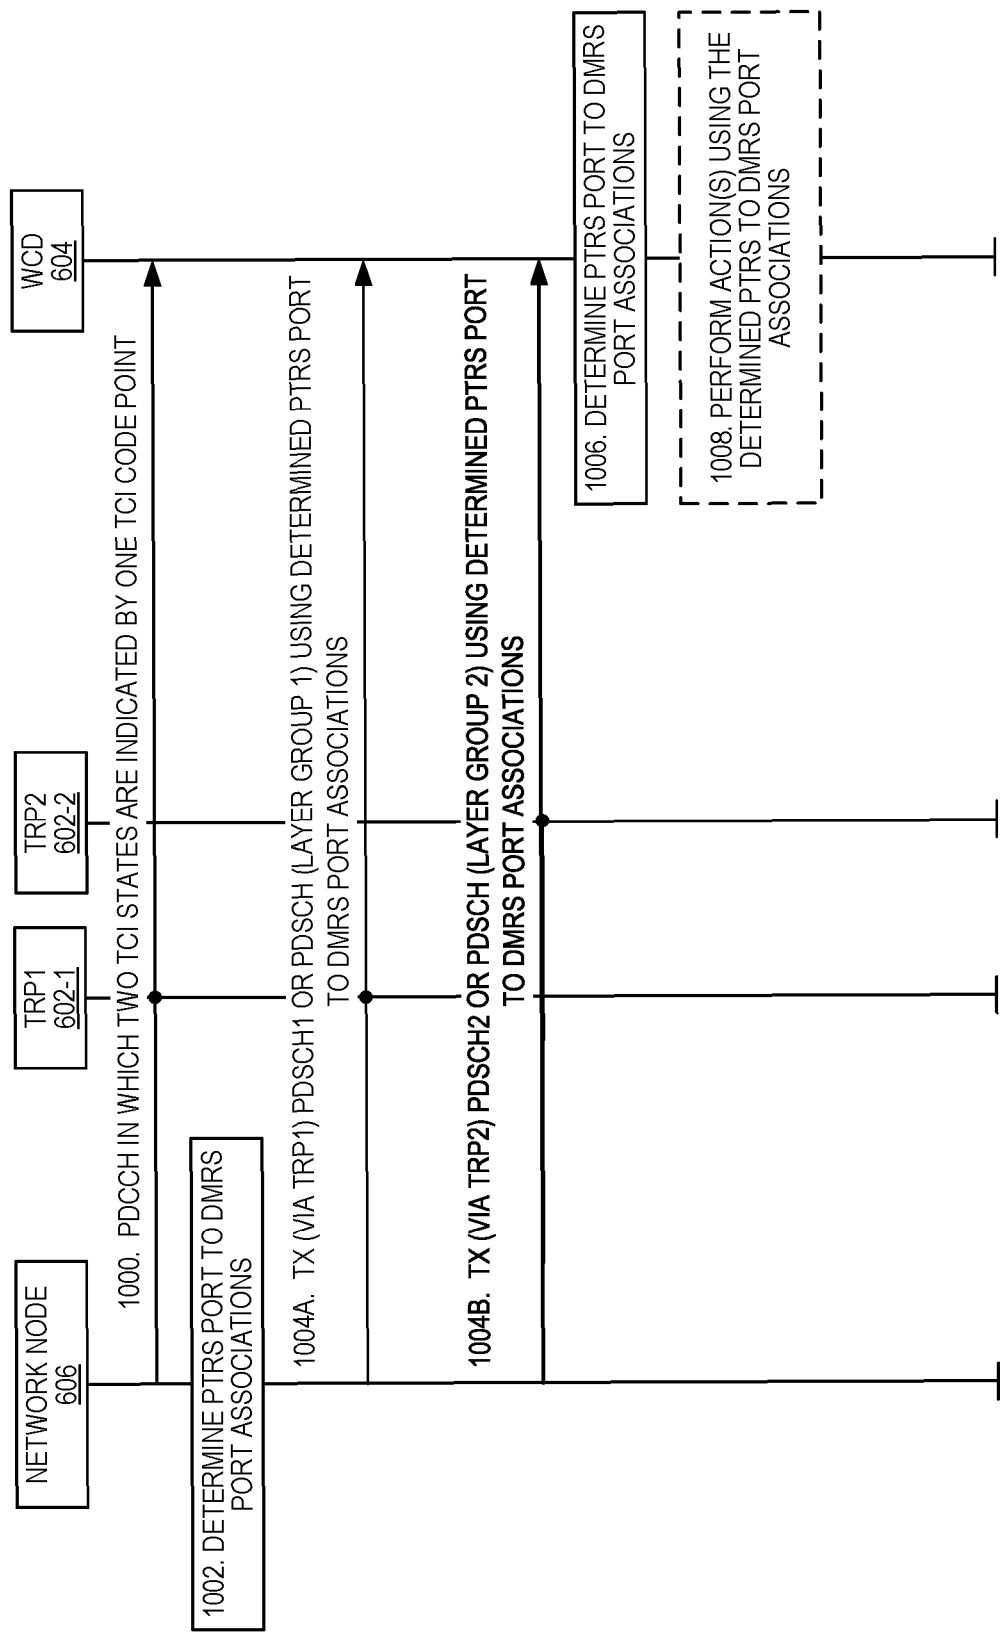 NETWORK NODE
606
TRP1
602-1
TRP2
602-2
WCD
604
1000. PDCCH IN WHICH TWO TCI STATES ARE INDICATED BY ONE TCI CODE POINT
1002. DETERMINE PTRS PORT TO DMRS
PORT ASSOCIATIONS
1004A. TX (VIA TRP1) PDSCH1 OR PDSCH (LAYER GROUP 1) USING DETERMINED PTRS PORT
TO DMRS PORT ASSOCIATIONS
1004B. TX (VIA TRP2) PDSCH2 OR PDSCH (LAYER GROUP 2) USING DETERMINED PTRS PORT
TO DMRS PORT ASSOCIATIONS
1006. DETERMINE PTRS PORT TO DMRS
PORT ASSOCIATIONS
1008. PERFORM ACTION(S) USING THE
DETERMINED PTRS TO DMRS PORT
ASSOCIATIONS